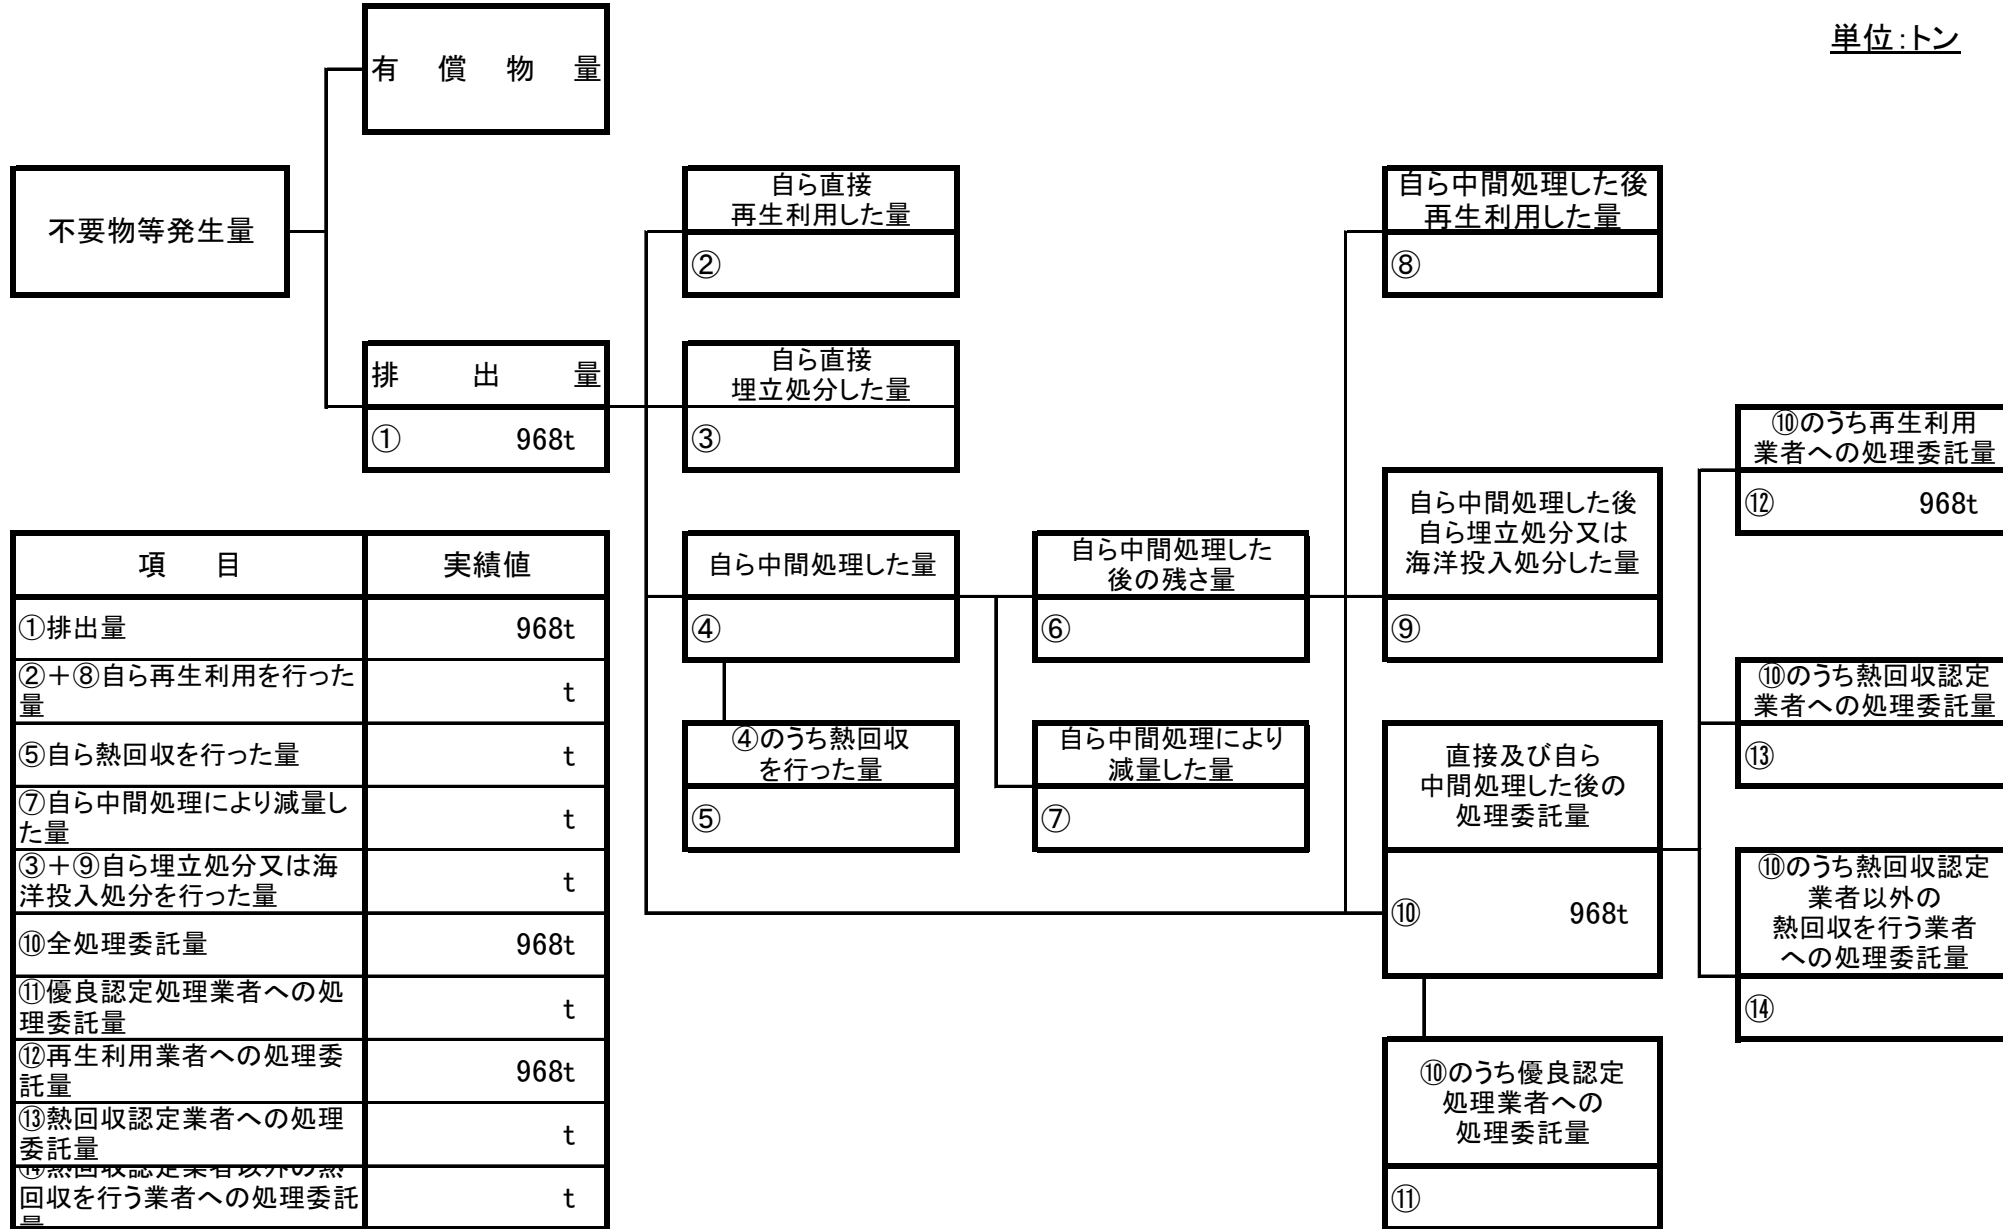 単位：トン
有償物量
不要物等発生量
排出量
① 968t
自ら直接
再生利用した量
②
自ら直接
埋立処分した量
③
自ら中間処理した量
④
④のうち熱回収
を行った量
⑤
自ら中間処理した
後の残さ量
⑥
自ら中間処理により
減量した量
⑦
自ら中間処理した後
再生利用した量
⑧
自ら中間処理した後
自ら埋立処分又は
海洋投入処分した量
⑨
直接及び自ら
中間処理した後の
処理委託量
⑩ 968t
⑩のうち優良認定
処理業者への
処理委託量
⑪
⑩のうち再生利用
業者への処理委託量
⑫ 968t
⑩のうち熱回収認定
業者への処理委託量
⑬
⑩のうち熱回収認定
業者以外の
熱回収を行う業者
への処理委託量
⑭
項目 実績値
①排出量 968t
②＋⑧自ら再生利用を行った
量 t
⑤自ら熱回収を行った量 t
⑦自ら中間処理により減量し
た量 t
③＋⑨自ら埋立処分又は海
洋投入処分を行った量 t
⑩全処理委託量 968t
⑪優良認定処理業者への処
理委託量 t
⑫再生利用業者への処理委
託量 968t
⑬熱回収認定業者への処理
委託量 t
⑭熱回収認定業者以外の熱
回収を行う業者への処理委託
量 t